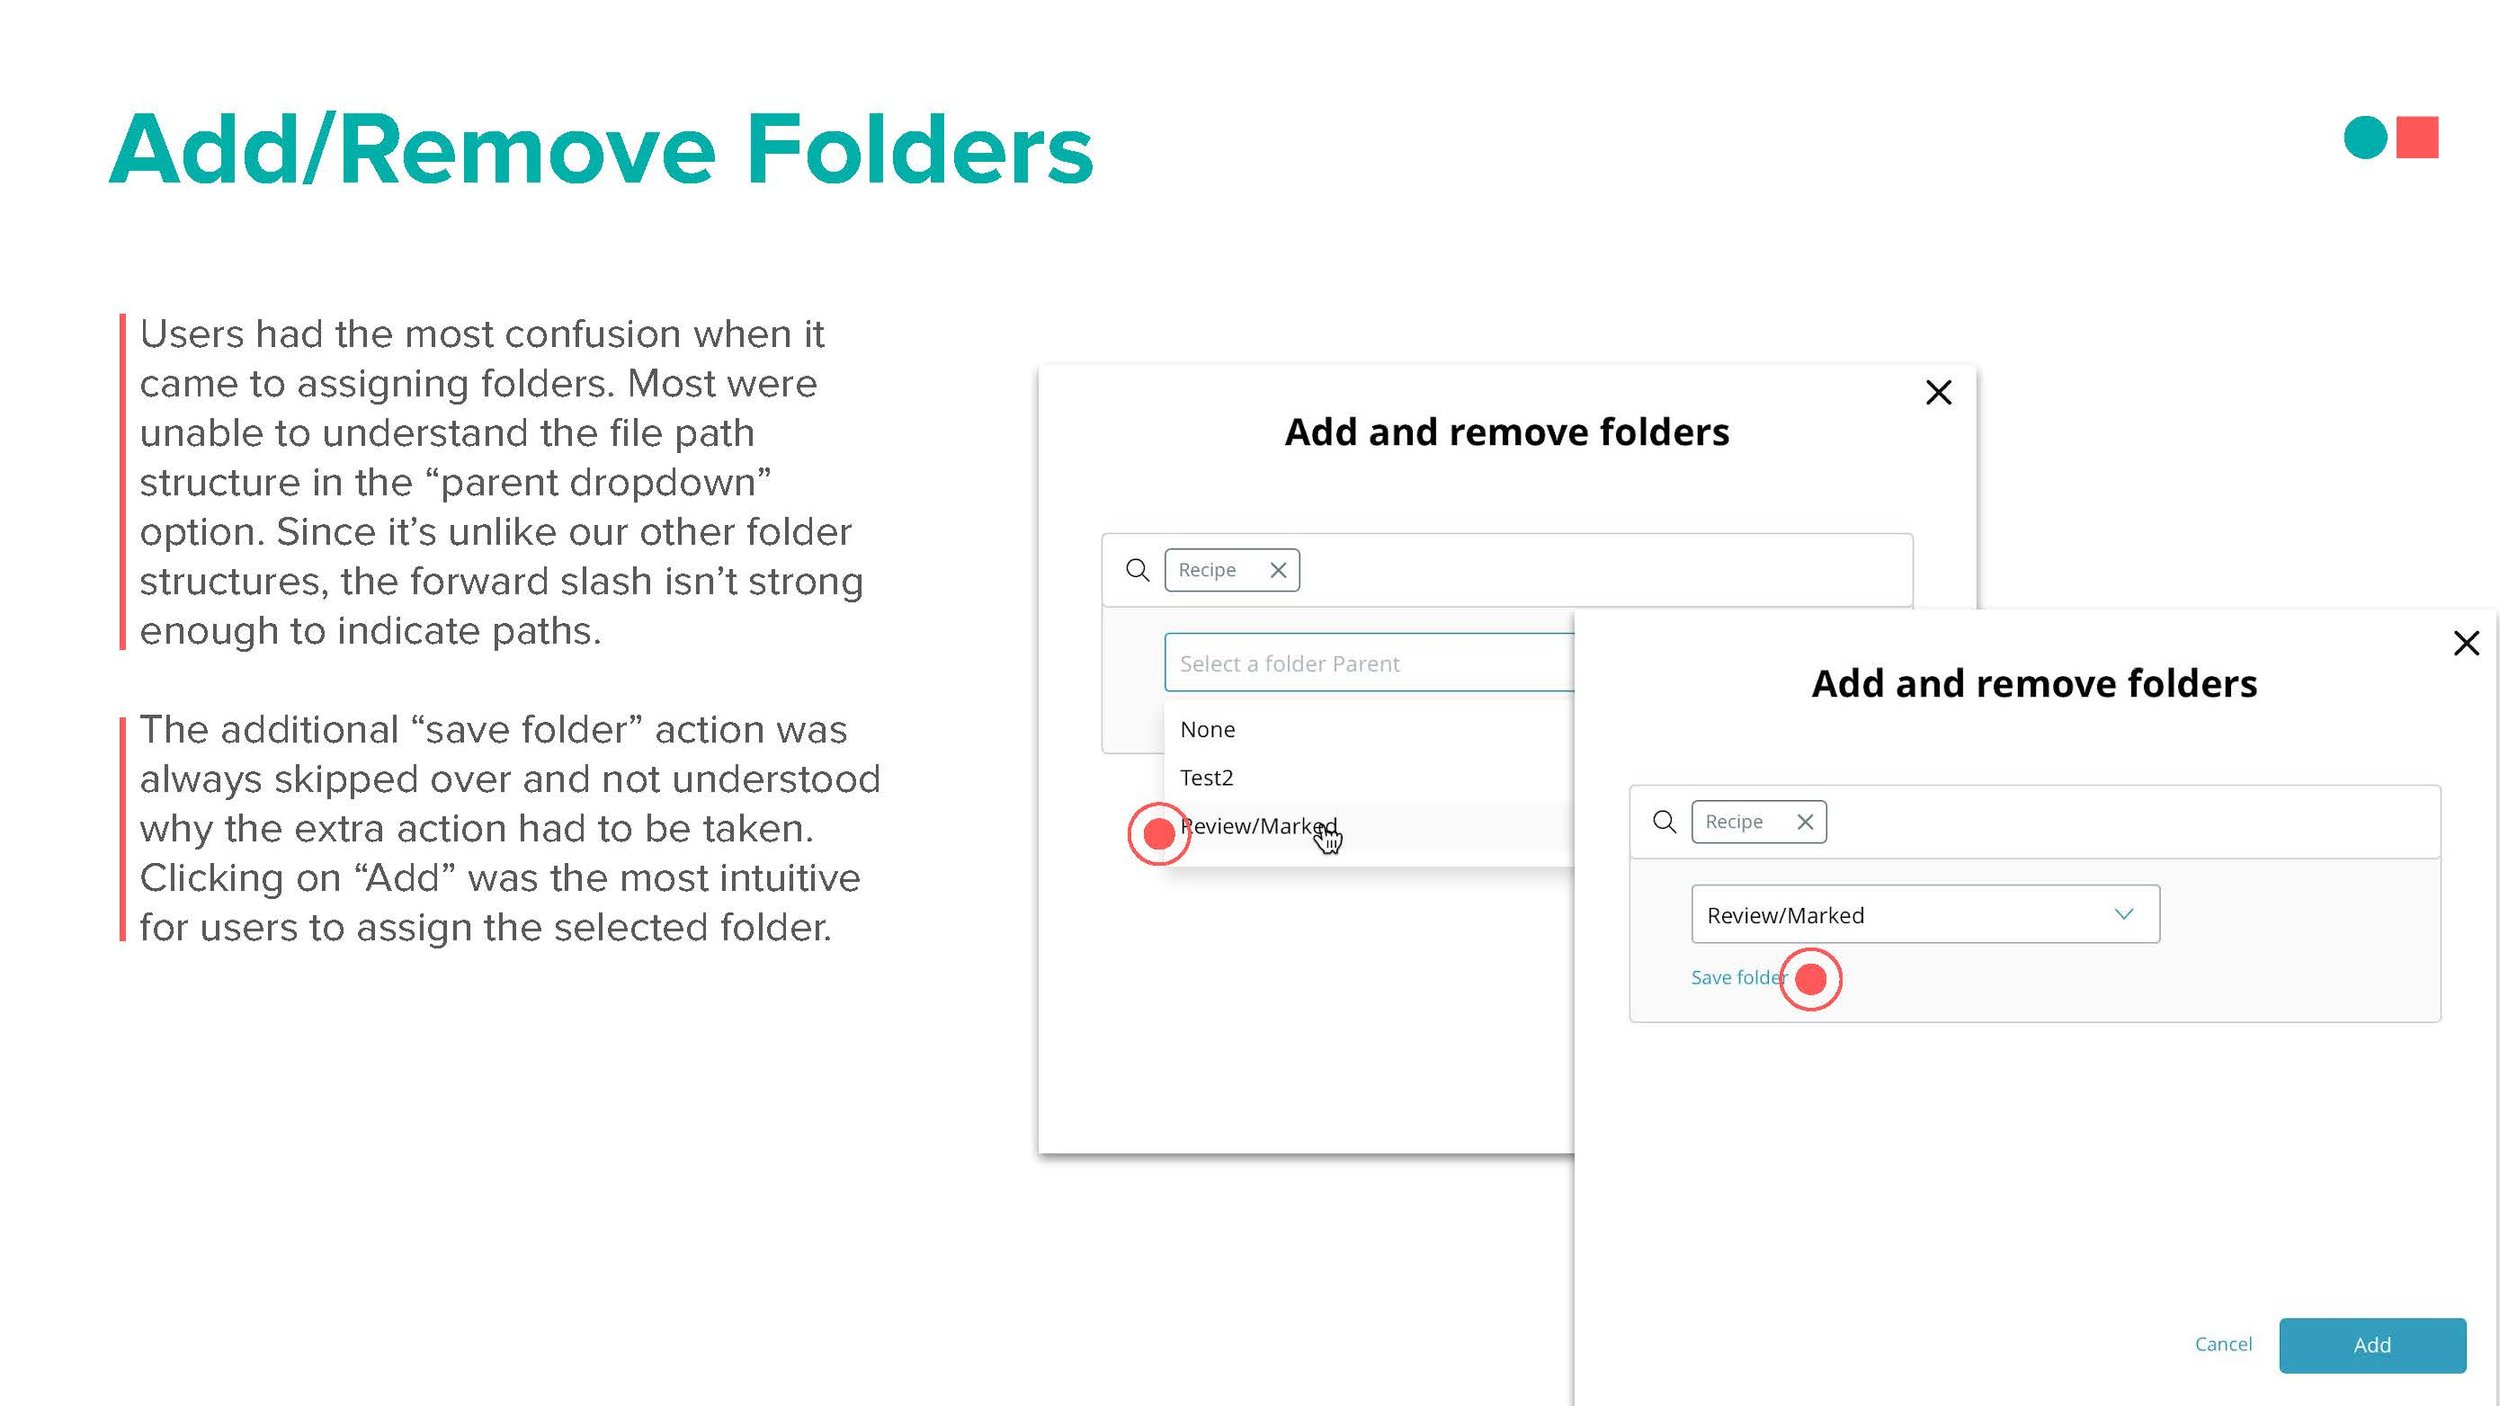 Add/Remove Folders
Users had the most confusion when it
came to assigning folders. Most were
unable to understand the file path
structure in the “parent dropdown”
option. Since it’s unlike our other folder
structures, the forward slash isn’t strong
enough to indicate paths.
The additional “save folder” action was
always skipped over and not understood
why the extra action had to be taken.
Clicking on “Add” was the most intuitive
for users to assign the selected folder.
Add and remove folders
Recipe
Select a folder Parent
None
Test2
Review/Marked
Add and remove folders
Recipe
Review/Marked
Save folder
Cancel
Add